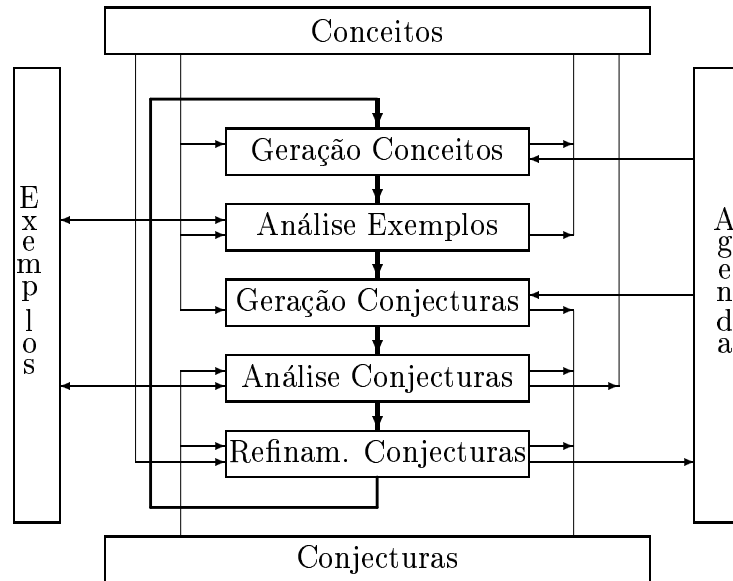 Conceitos
Exemplos
Geração Conceitos
Análise Exemplos
Geração Conjecturas
Análise Conjecturas
Refinam. Conjecturas
Agenda
Conjecturas